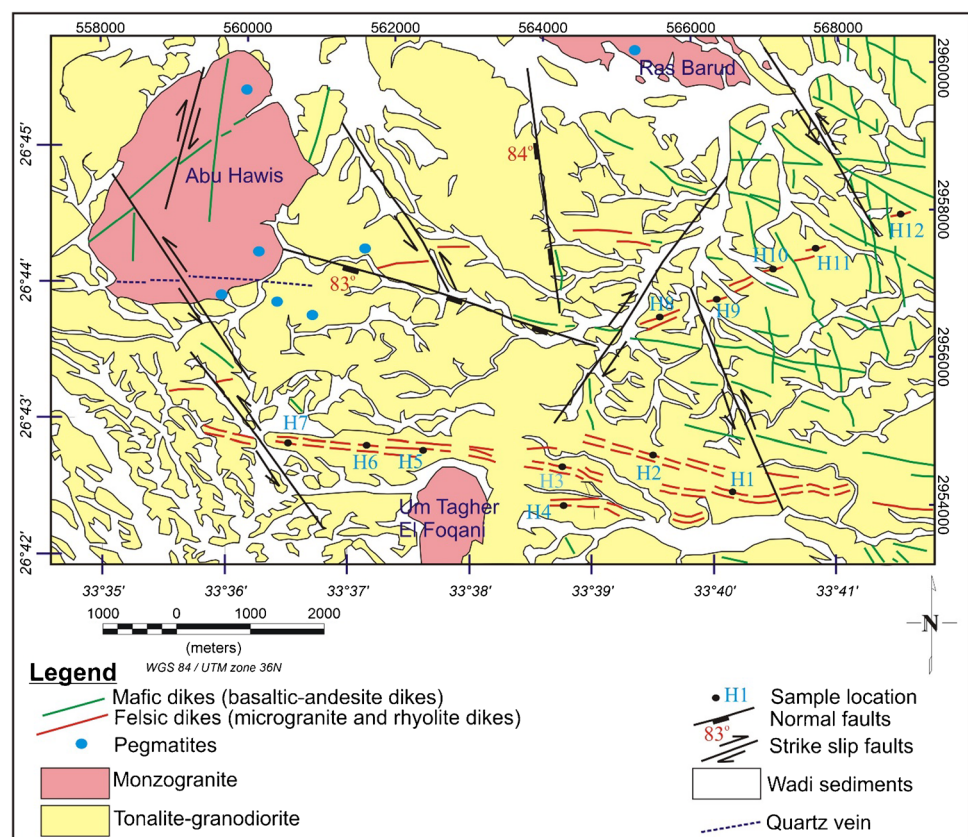 558000 560000 562000 564000 566000 568000
2960000
Ras Barud
84°
26°45'
Abu Hawis
2958000
H12
H11
H10
26°44'
83°
H9
H8
2956000
26°43'
H7
H6 H5
H2
H3
H1
Um Tagher
El Foqani
H4
2954000
26°42'
33°35' 33°36' 33°37' 33°38' 33°39' 33°40' 33°41'
1000 0 1000 2000
(meters)
WGS 84 / UTM zone 36N
N
Legend
Mafic dikes (basaltic-andesite dikes)
Felsic dikes (microgranite and rhyolite dikes)
Pegmatites
Monzogranite
Tonalite-granodiorite
H1 Sample location
Normal faults
83°
Strike slip faults
Wadi sediments
Quartz vein